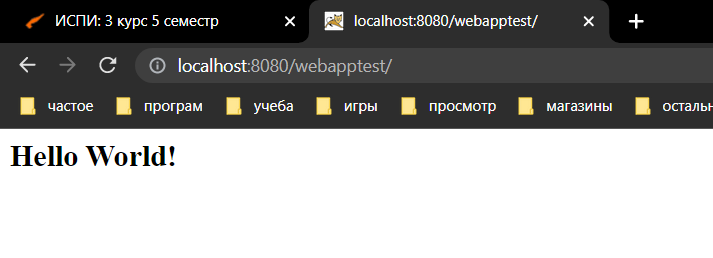 ИСПИ: 3 курс 5 семестр
localhost:8080/webapptest/
localhost:8080/webapptest/
частое програм учеба игры просмотр магазины остальн
Hello World!